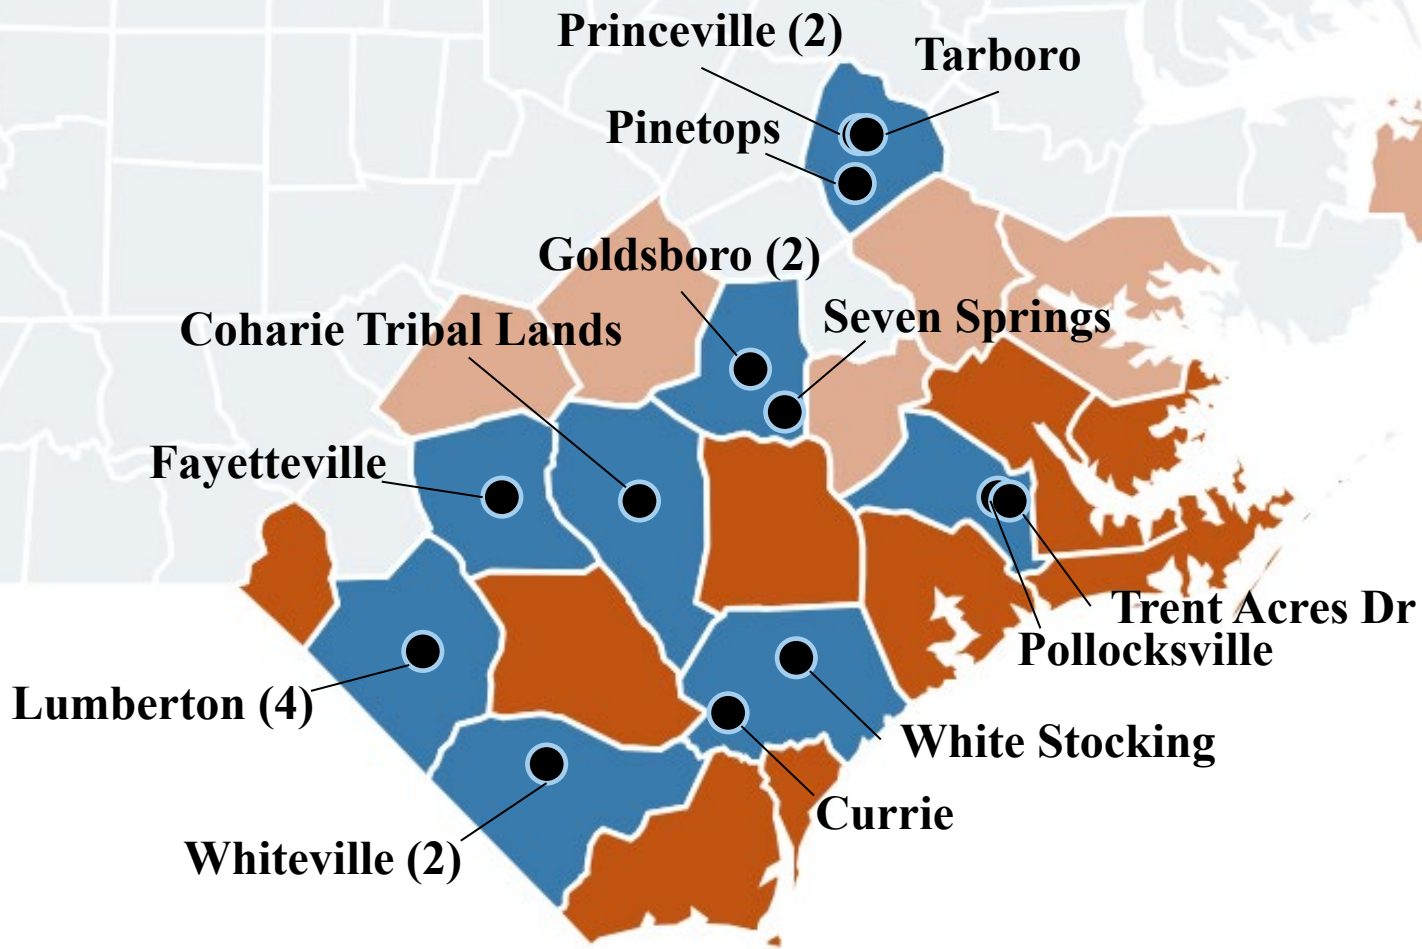 Princeville (2)
Tarboro
Pinetops
Goldsboro (2)
Seven Springs
Coharie Tribal Lands
Fayetteville
Trent Acres Dr
Pollocksville
Lumberton (4)
White Stocking
Currie
Whiteville (2)